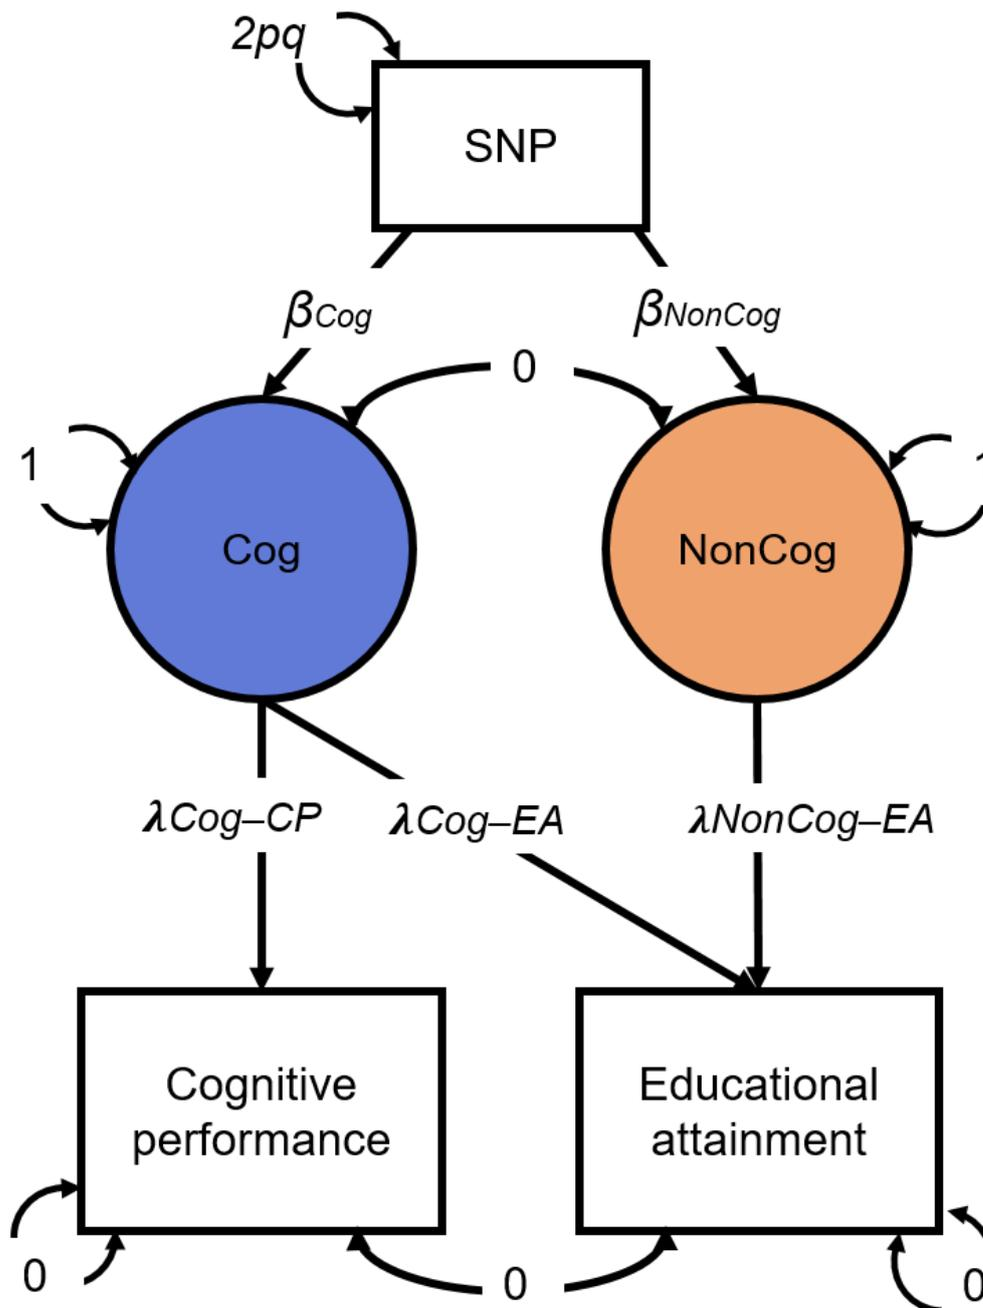 2pq
SNP
βCog
βNonCog
0
1
Cog
NonCog
λCog–CP
λCog–EA
λNonCog–EA
Cognitive
performance
Educational
attainment
0
0
0